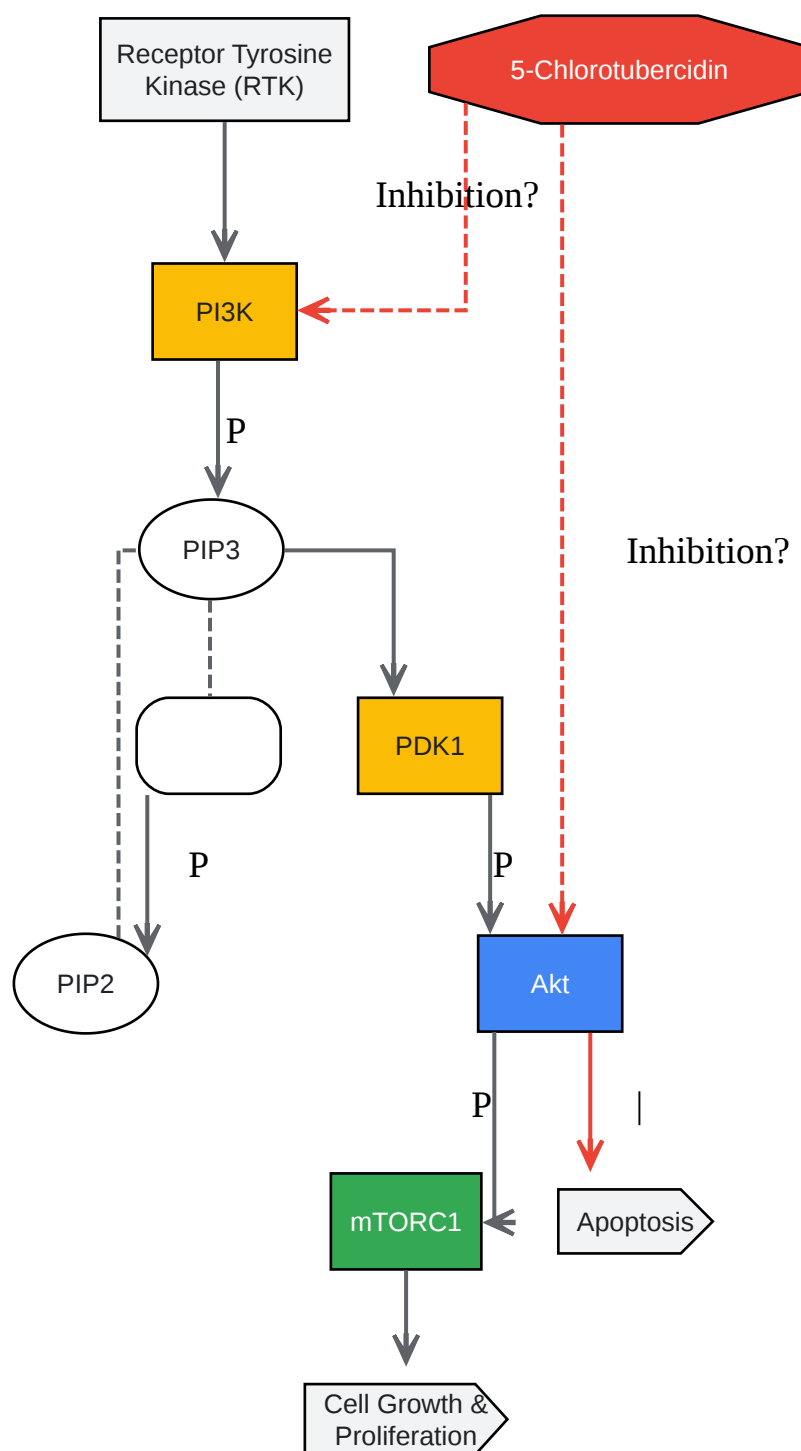 Receptor Tyrosine
Kinase (RTK)
5-Chlorotubercidin
Inhibition?
PI3K
P
PIP3
Inhibition?
PDK1
P
P
PIP2
Akt
P
|
mTORC1
Apoptosis
Cell Growth &
Proliferation